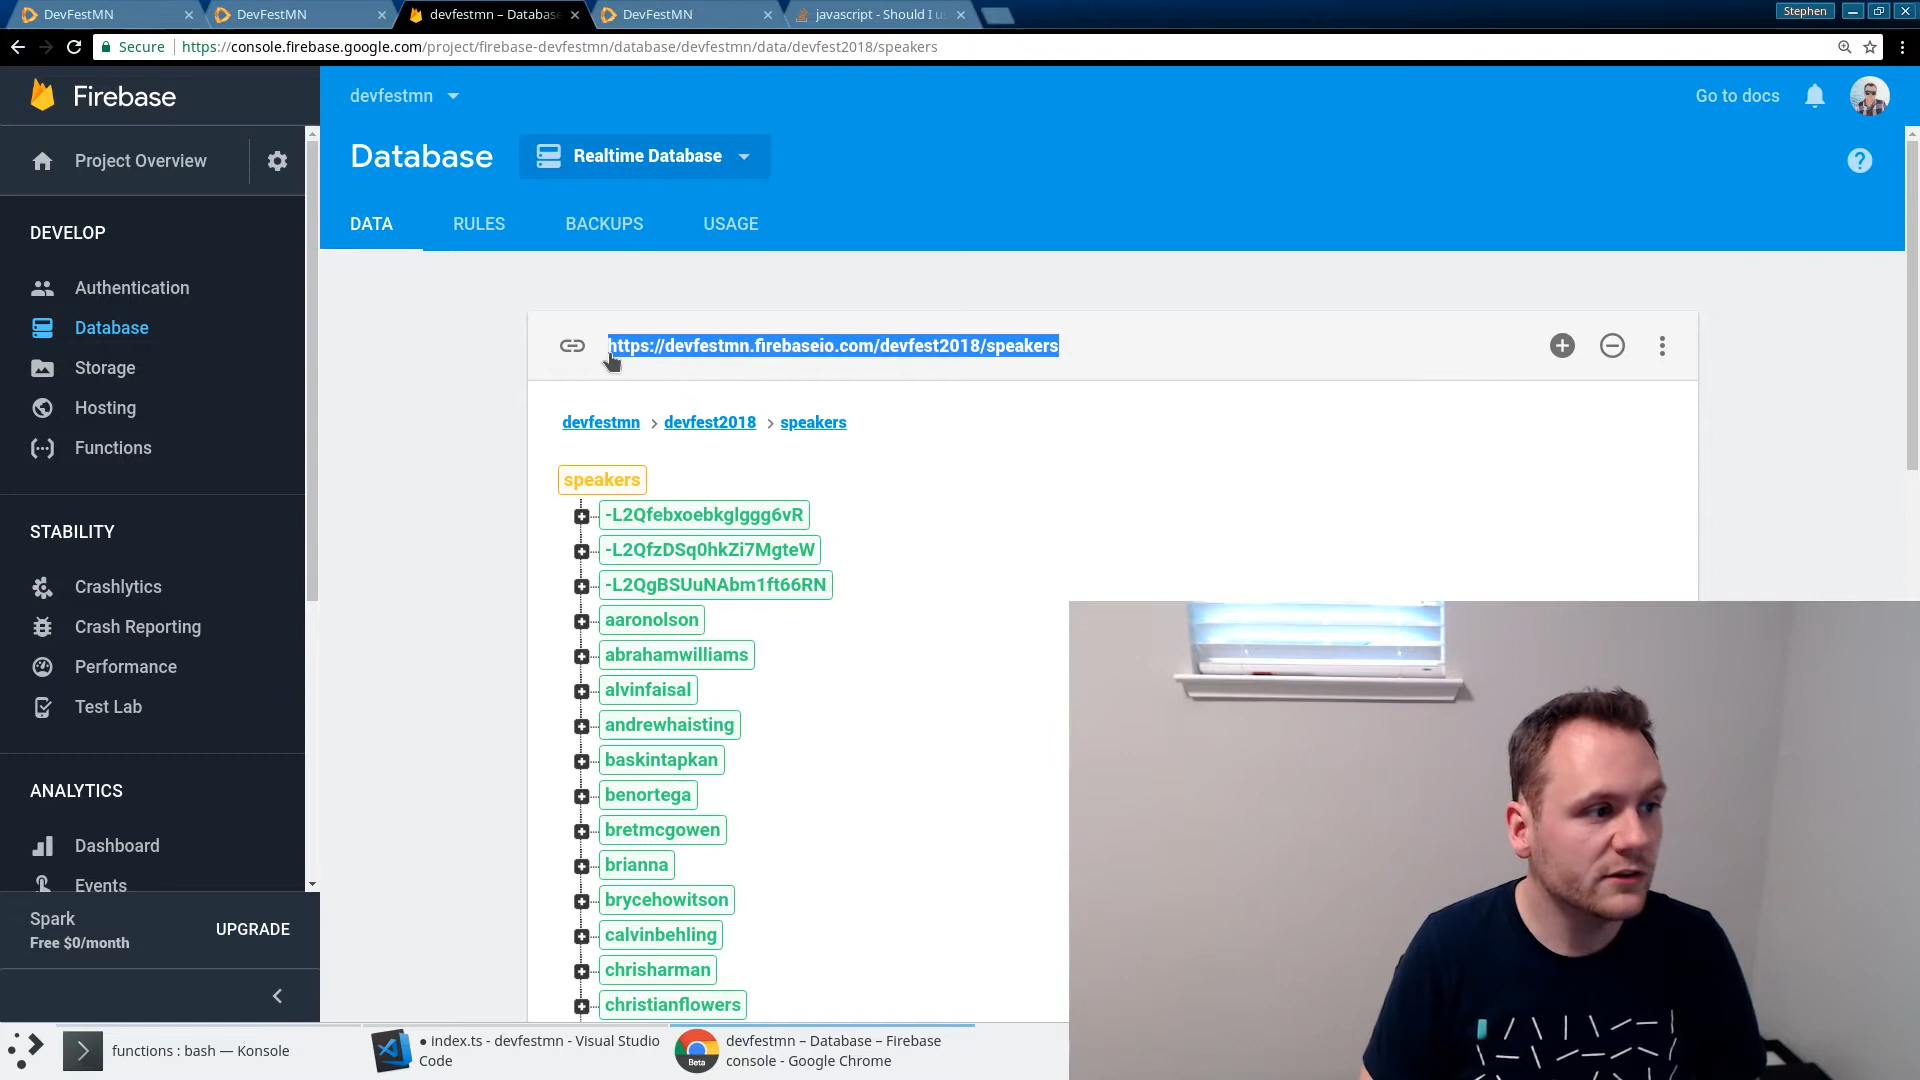 DevFestMN
DevFestMN
devfestmn – Database
DevFestMN
javascript - Should I u
Stephen
Secure
https://console.firebase.google.com/project/firebase-devfestmn/database/devfestmn/data/devfest2018/speakers
Firebase
devfestmn
Go to docs
Project Overview
Database
Realtime Database
DATA
RULES
BACKUPS
USAGE
DEVELOP
Authentication
Database
Storage
Hosting
Functions
STABILITY
Crashlytics
Crash Reporting
Performance
Test Lab
ANALYTICS
Dashboard
Events
Spark
Free $0/month
UPGRADE
https://devfestmn.firebaseio.com/devfest2018/speakers
devfestmn > devfest2018 > speakers
speakers
-L2Qfebxoebkglggg6vR
-L2QfzDSq0hkZi7MgteW
-L2QgBSUuNAbm1ft66RN
aaronolson
abrahamwilliams
alvinfaisal
andrewhaisting
baskintapkan
benortega
bretmcgowen
brianna
brycehowitson
calvinbehling
chrisharman
christianflowers
functions : bash — Konsole
● index.ts - devfestmn - Visual Studio
Code
Beta
devfestmn – Database – Firebase
console - Google Chrome